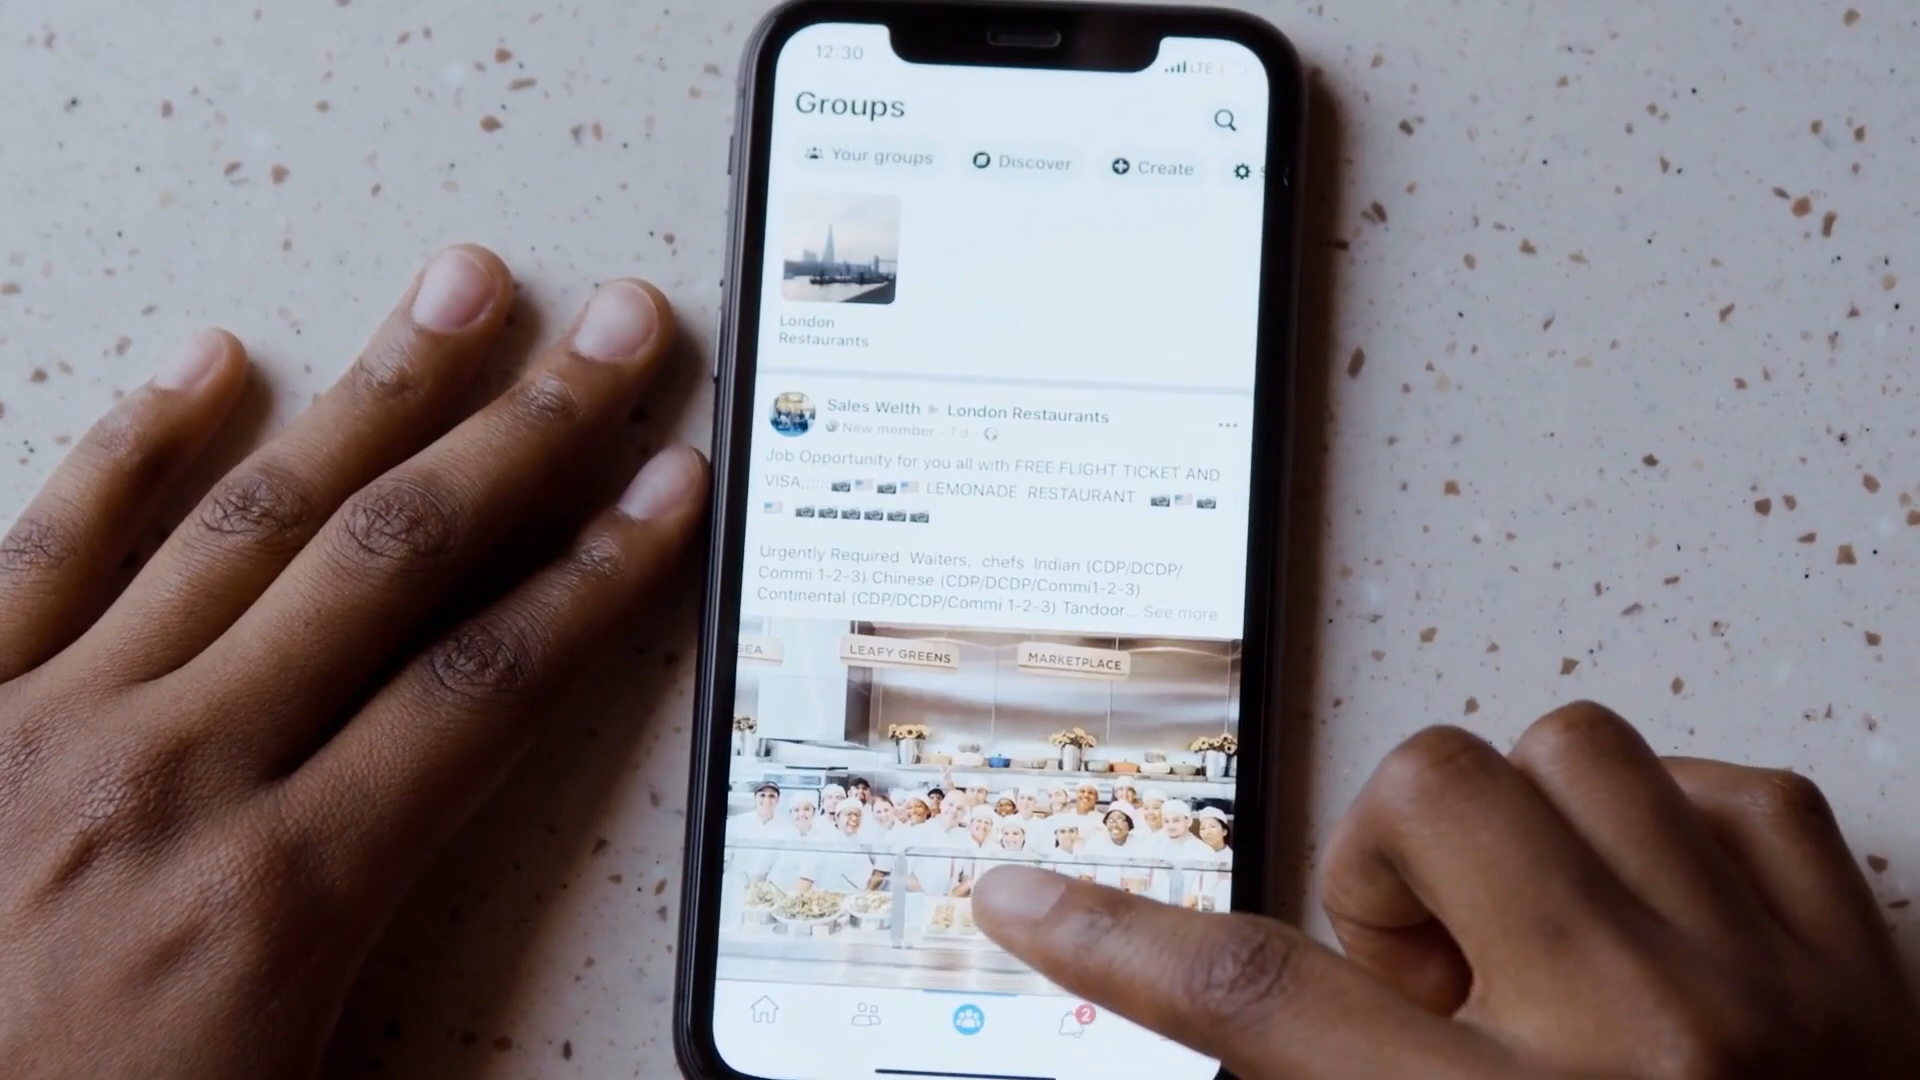 12:30
LTE
Groups
Your groups
Discover
Create
London
Restaurants
Sales Welth ▶ London Restaurants
New member · 1 d ·
Job Opportunity for you all with FREE FLIGHT TICKET AND
VISA,:::: LEMONADE RESTAURANT
Urgently Required Waiters, chefs Indian (CDP/DCDP/
Commi 1-2-3) Chinese (CDP/DCDP/Commi1-2-3)
Continental (CDP/DCDP/Commi 1-2-3) Tandoor... See more
SEA
LEAFY GREENS
MARKETPLACE
2